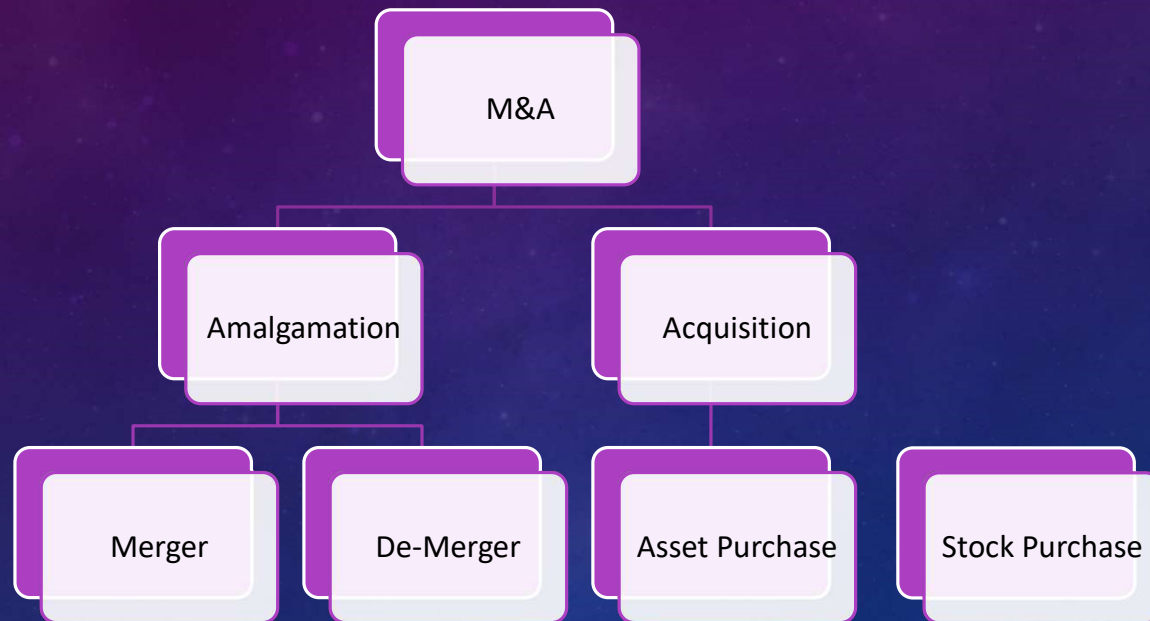 M&A
Amalgamation
Acquisition
Merger
De-Merger
Asset Purchase
Stock Purchase